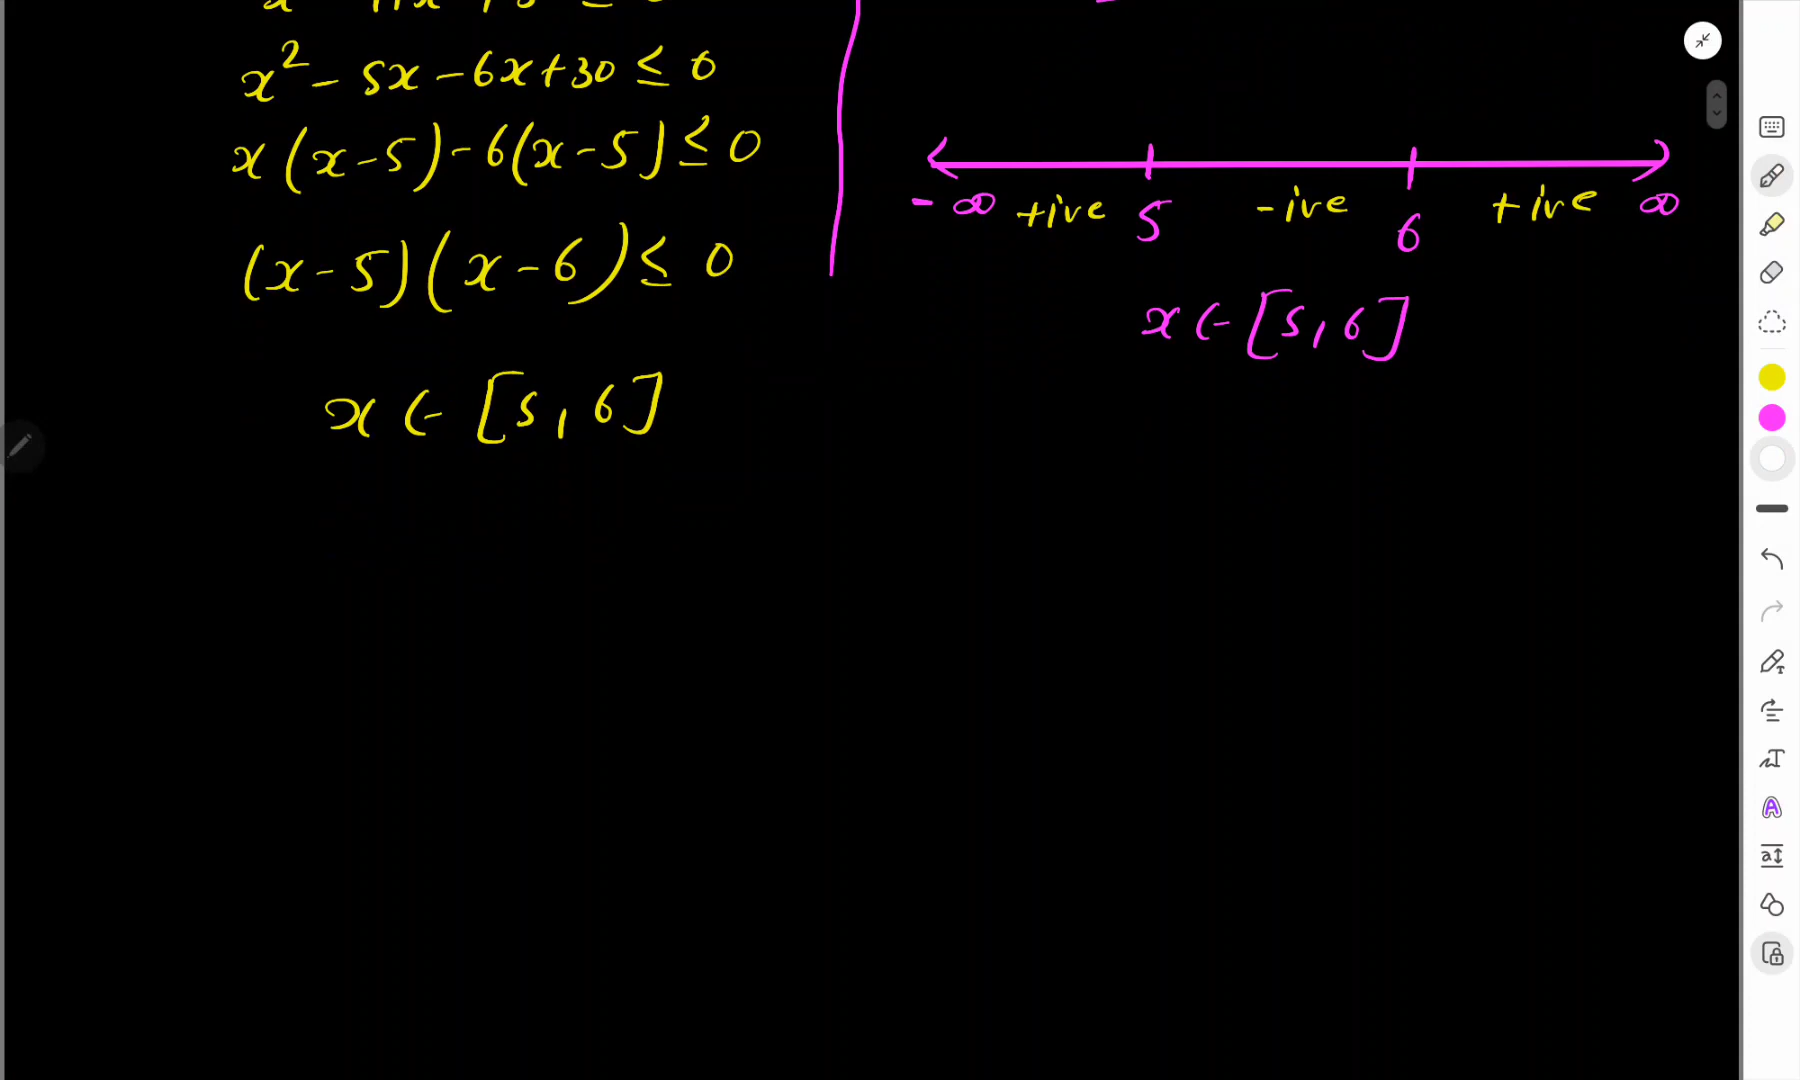 x² - 5x - 6x + 30 ≤ 0
x(x-5) - 6(x-5] ≤ 0
(x-5)(x-6) ≤ 0
x ∈ [5, 6]
-∞ +ive 5 -ive 6 +ive ∞
x ∈ [5, 6]